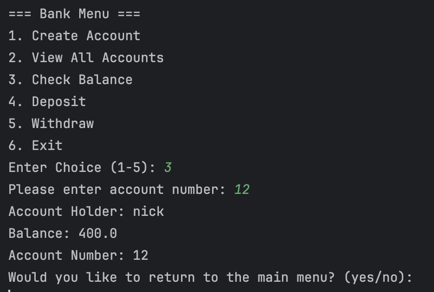 === Bank Menu ===
1. Create Account
2. View All Accounts
3. Check Balance
4. Deposit
5. Withdraw
6. Exit
Enter Choice (1-5): 3
Please enter account number: 12
Account Holder: nick
Balance: 400.0
Account Number: 12
Would you like to return to the main menu? (yes/no):